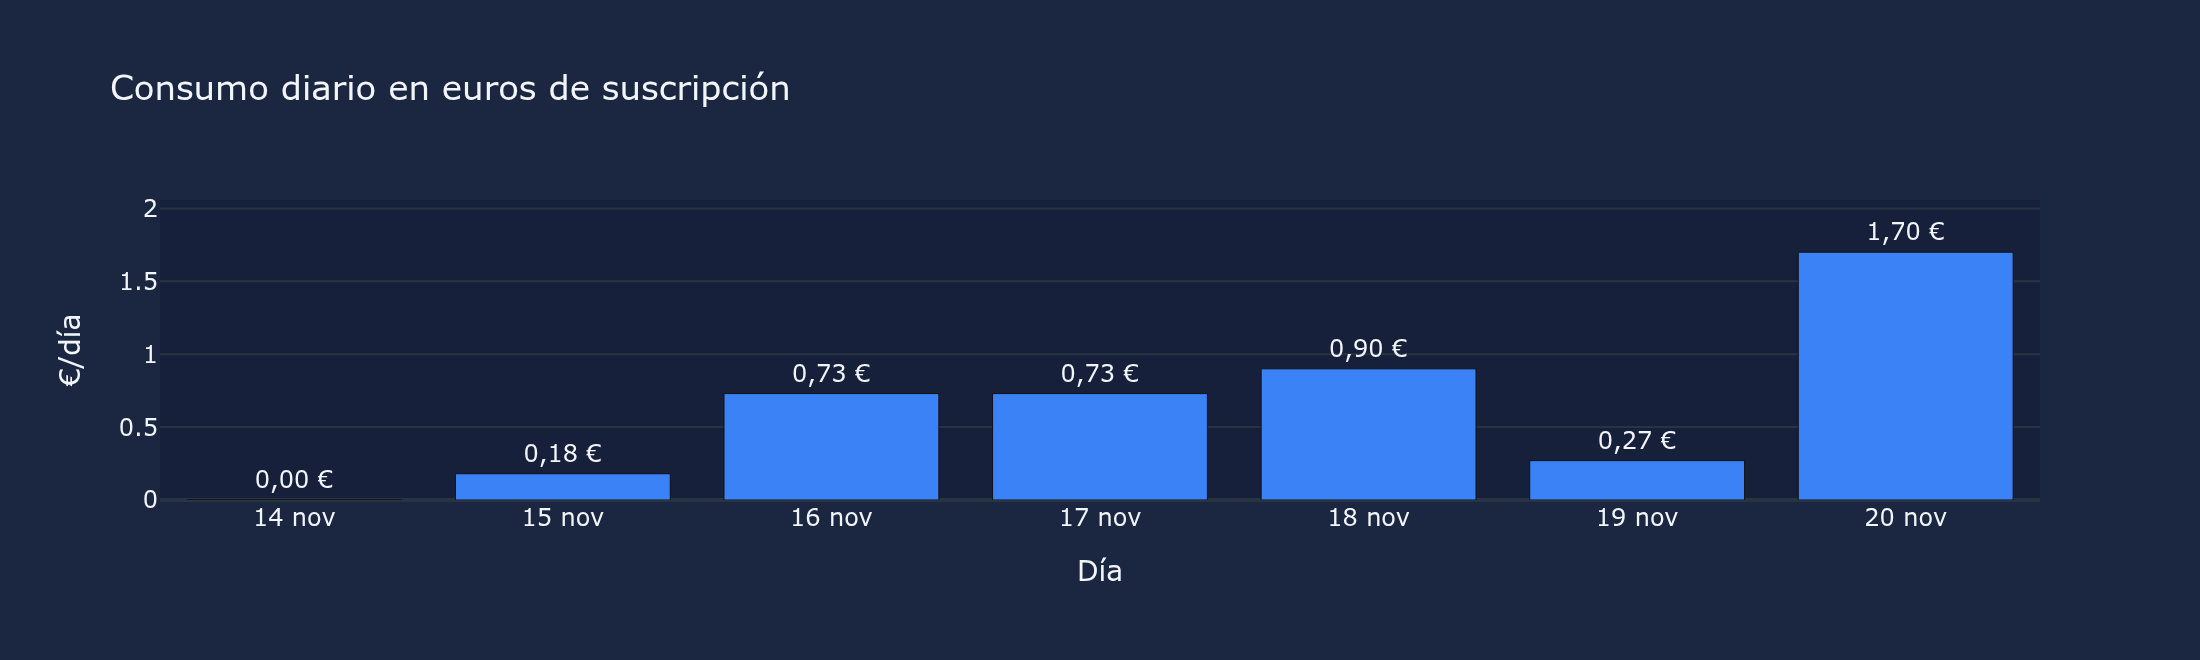 Consumo diario en euros de suscripción
€/día
2
1.5
1
0.5
0
0,00 €
0,18 €
0,73 €
0,73 €
0,90 €
0,27 €
1,70 €
14 nov
15 nov
16 nov
17 nov
18 nov
19 nov
20 nov
Día